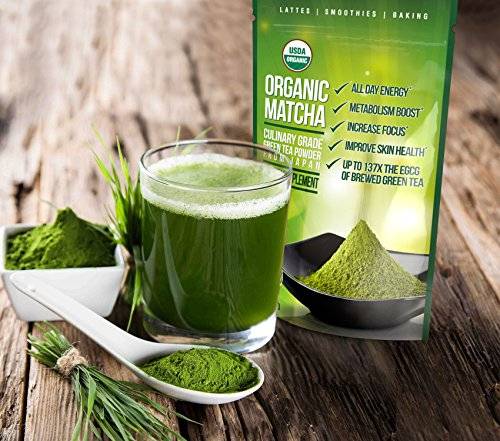 LATTES | SMOOTHIES | BAKING
USDA
ORGANIC
ORGANIC
MATCHA
CULINARY GRADE
GREEN TEA POWDER
FROM JAPAN
✓ ALL DAY ENERGY*
✓ METABOLISM BOOST*
✓ INCREASE FOCUS*
✓ IMPROVE SKIN HEALTH*
✓ UP TO 137X THE EGCG
OF BREWED GREEN TEA